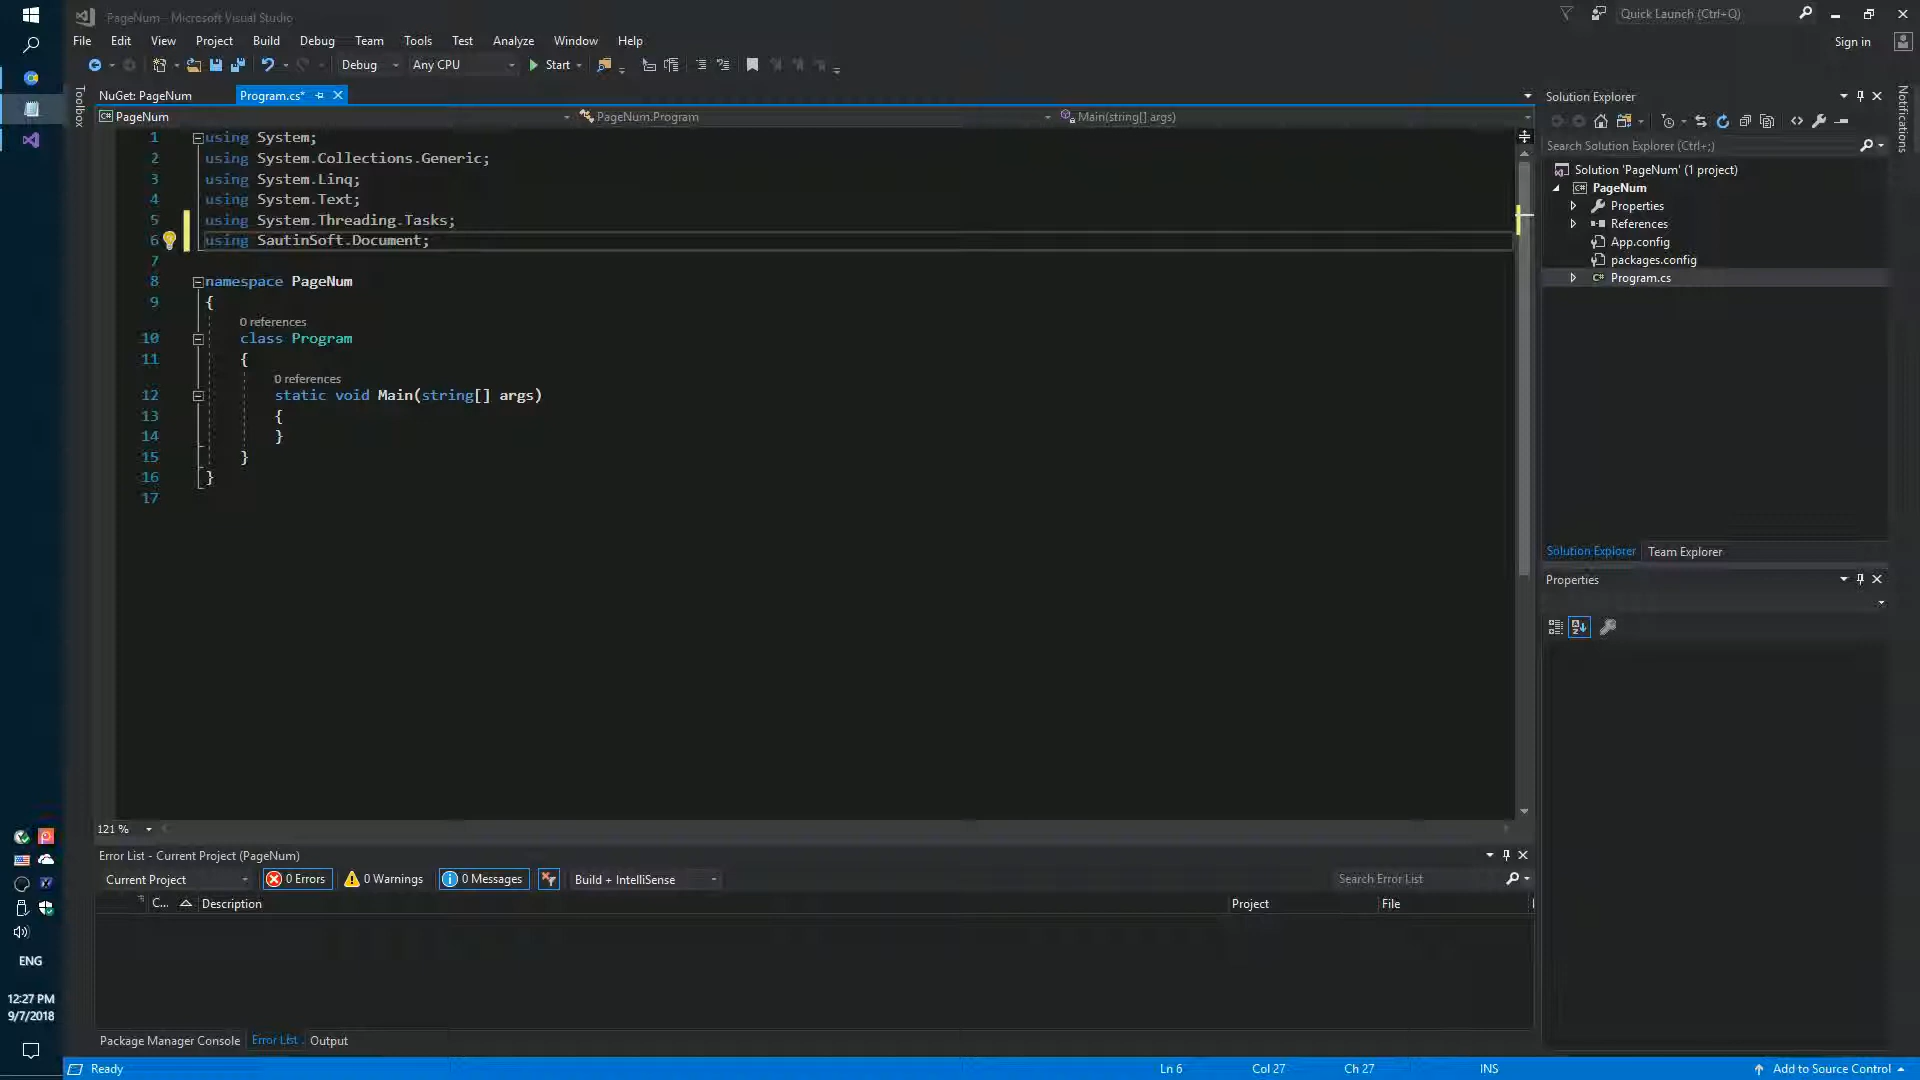 PageNum - Microsoft Visual Studio
Quick Launch (Ctrl+Q)
File Edit View Project Build Debug Team Tools Test Analyze Window Help
Sign in
Debug Any CPU Start
Toolbox
NuGet: PageNum
Program.cs*
PageNum
PageNum.Program
Main(string[] args)
1 using System;
2 using System.Collections.Generic;
3 using System.Linq;
4 using System.Text;
5 using System.Threading.Tasks;
6 using SautinSoft.Document;
7
8 namespace PageNum
9 {
0 references
10 class Program
11 {
0 references
12 static void Main(string[] args)
13 {
14 }
15 }
16 }
17
121 %
Solution Explorer
Search Solution Explorer (Ctrl+;)
Solution 'PageNum' (1 project)
C# PageNum
Properties
References
App.config
packages.config
C# Program.cs
Solution Explorer Team Explorer
Properties
Notifications
Error List - Current Project (PageNum)
Current Project 0 Errors 0 Warnings 0 Messages Build + IntelliSense
Search Error List
C... Description Project File
Package Manager Console Error List Output
ENG
12:27 PM
9/7/2018
Ready Ln 6 Col 27 Ch 27 INS Add to Source Control